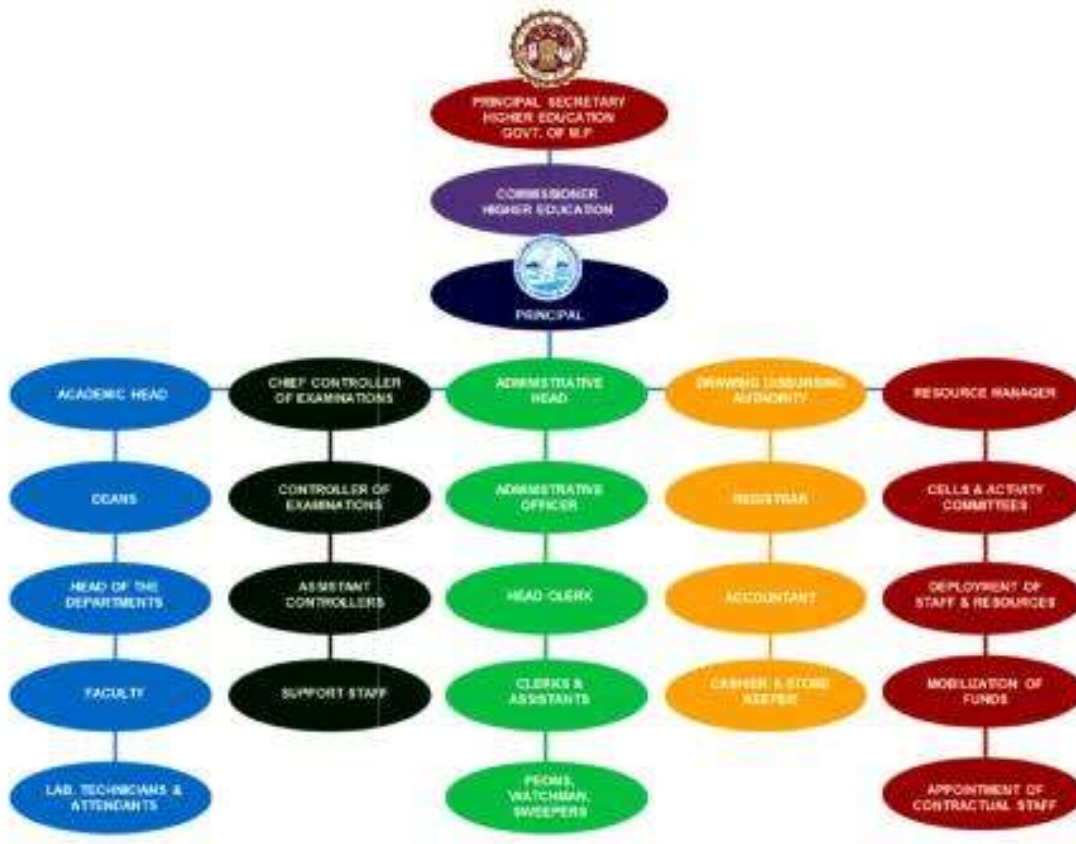 PRINCIPAL SECRETARY
HIGHER EDUCATION
GOVT. OF M.P
COMMISSIONER
HIGHER EDUCATION
PRINCIPAL
ACADEMIC HEAD
CHIEF CONTROLLER
OF EXAMINATIONS
ADMINISTRATIVE
HEAD
DRAWING DISBURSING
AUTHORITY
RESOURCE MANAGER
DEANS
CONTROLLER OF
EXAMINATIONS
ADMINISTRATIVE
OFFICER
REGISTRAR
CELLS & ACTIVITY
COMMITTEES
HEAD OF THE
DEPARTMENTS
ASSISTANT
CONTROLLERS
HEAD CLERK
ACCOUNTANT
DEPLOYMENT OF
STAFF & RESOURCES
FACULTY
SUPPORT STAFF
CLERKS &
ASSISTANTS
CASHIER & STORE
KEEPER
MOBILIZATION OF
FUNDS
LAB. TECHNICIANS &
ATTENDANTS
PEONS,
WATCHMAN,
SWEEPERS
APPOINTMENT OF
CONTRACTUAL STAFF